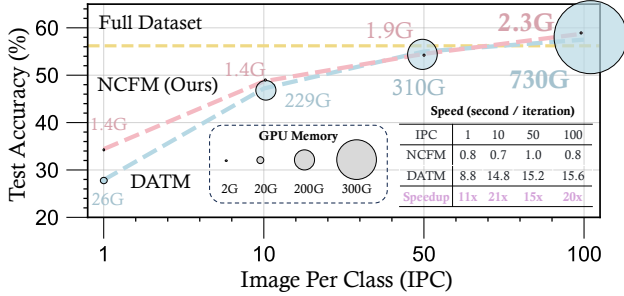 Test Accuracy (%)
60
50
40
30
20
Full Dataset
1.9G
2.3G
NCFM (Ours)
1.4G
229G
310G
730G
1.4G
26G
DATM
GPU Memory
2G 20G 200G 300G
Speed (second / iteration)
IPC 1 10 50 100
NCFM 0.8 0.7 1.0 0.8
DATM 8.8 14.8 15.2 15.6
Speedup 11x 21x 15x 20x
1 10 50 100
Image Per Class (IPC)